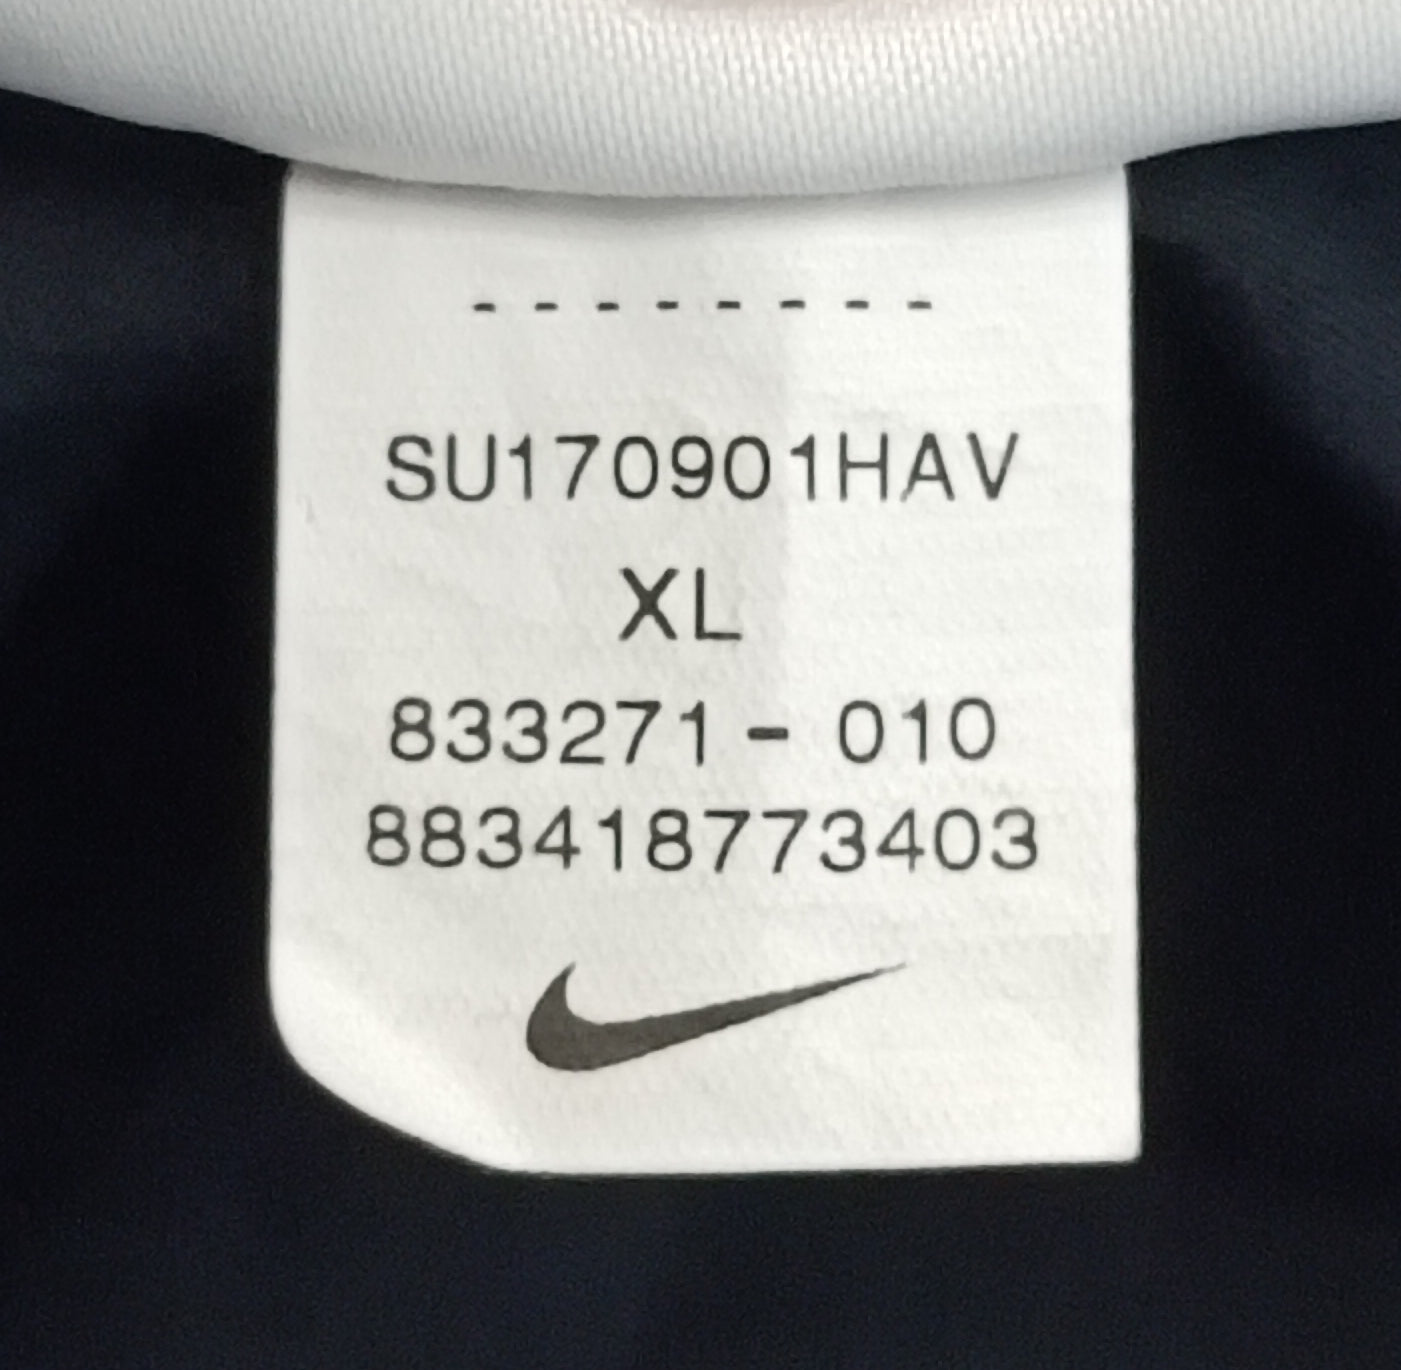 - - - - - - - -
SU170901HAV
XL
833271 - 010
883418773403